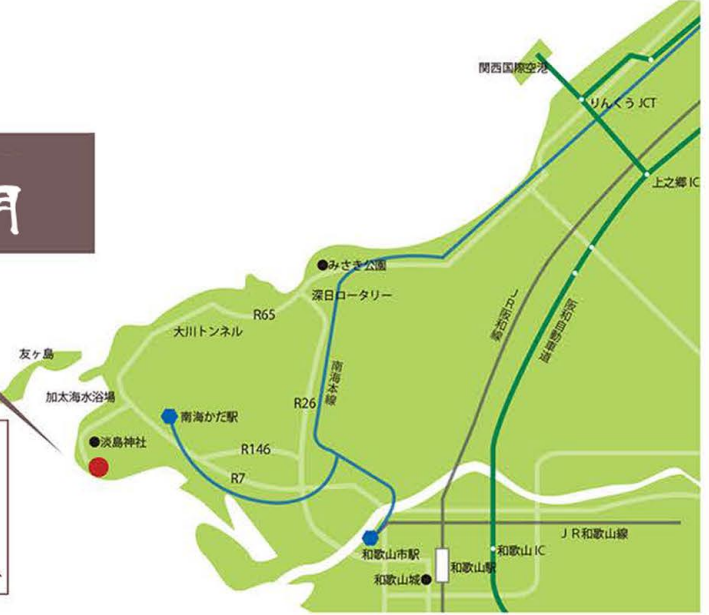 関西国際空港
りんくう JCT
上之郷 IC
みさき公園
深日ロータリー
JR阪和線
阪和自動車道
R65
大川トンネル
友ヶ島
南海本線
加太海水浴場
R26
南海かだ駅
淡島神社
R146
R7
JR和歌山線
和歌山市駅
和歌山 IC
和歌山駅
和歌山城